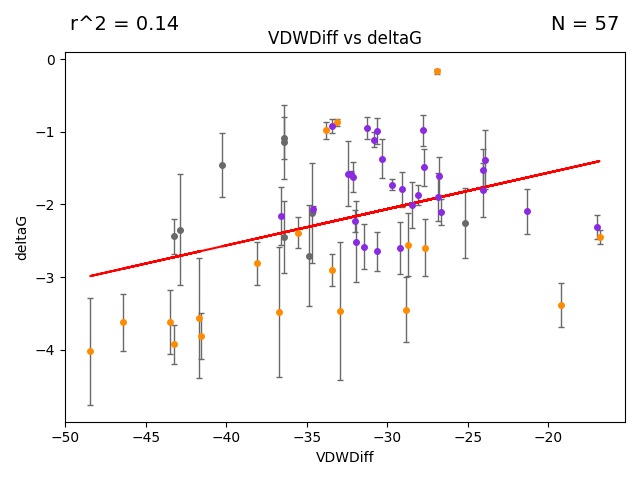 r^2 = 0.14
N = 57
VDWDiff vs deltaG
deltaG
0
−1
−2
−3
−4
−50
−45
−40
−35
−30
−25
−20
VDWDiff